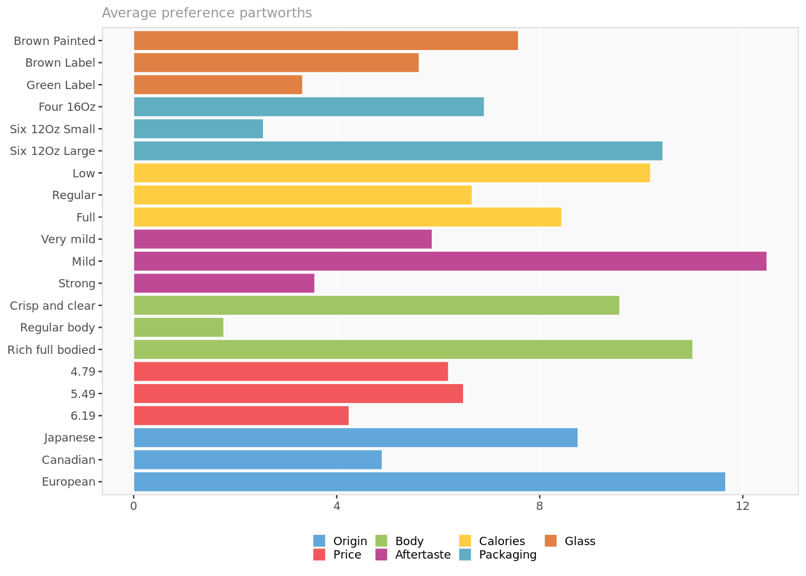 Average preference partworths
Brown Painted
Brown Label
Green Label
Four 16Oz
Six 12Oz Small
Six 12Oz Large
Low
Regular
Full
Very mild
Mild
Strong
Crisp and clear
Regular body
Rich full bodied
4.79
5.49
6.19
Japanese
Canadian
European
0 4 8 12
Origin Body Calories Glass
Price Aftertaste Packaging